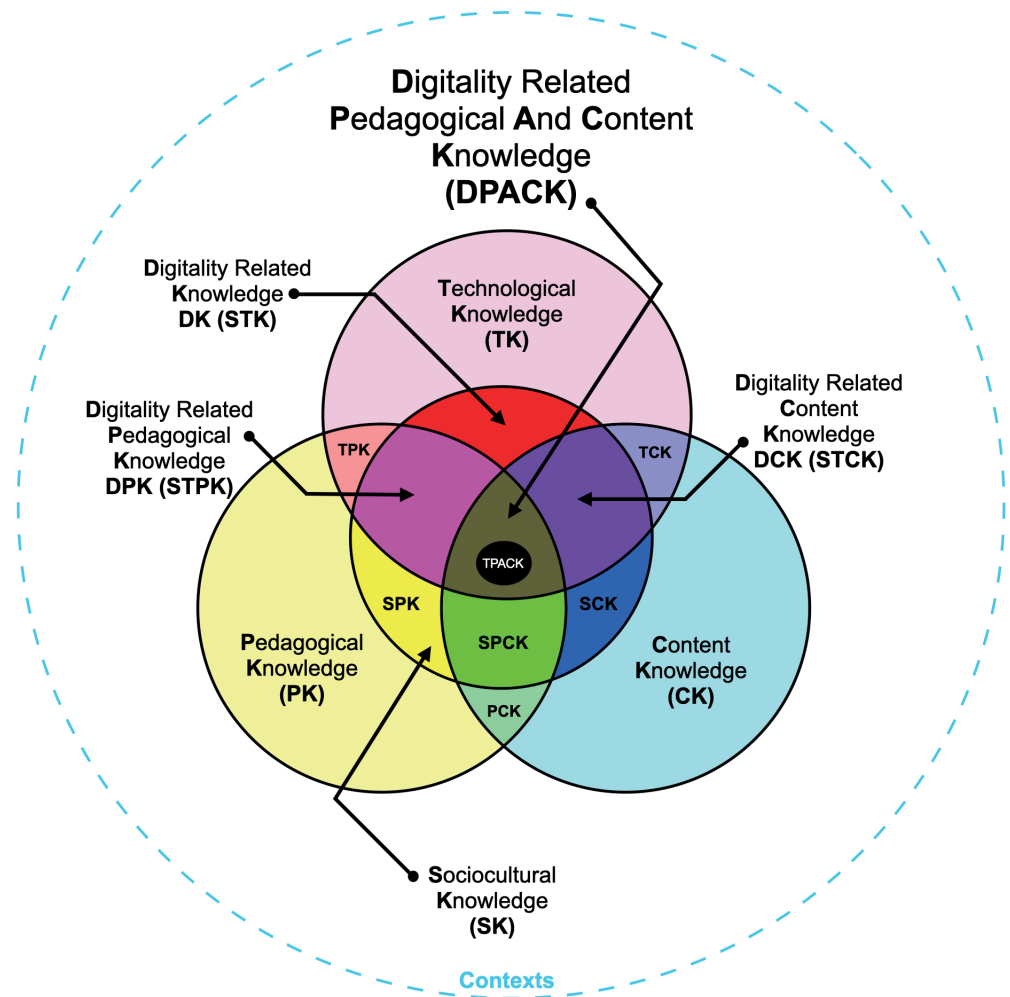 Digitality Related
Pedagogical And Content
Knowledge
(DPACK)
Digitality Related
Knowledge
DK (STK)
Technological
Knowledge
(TK)
Digitality Related
Pedagogical
Knowledge
DPK (STPK)
Digitality Related
Content
Knowledge
DCK (STCK)
TPK
TCK
TPACK
SPK
SCK
SPCK
Pedagogical
Knowledge
(PK)
Content
Knowledge
(CK)
PCK
Sociocultural
Knowledge
(SK)
Contexts